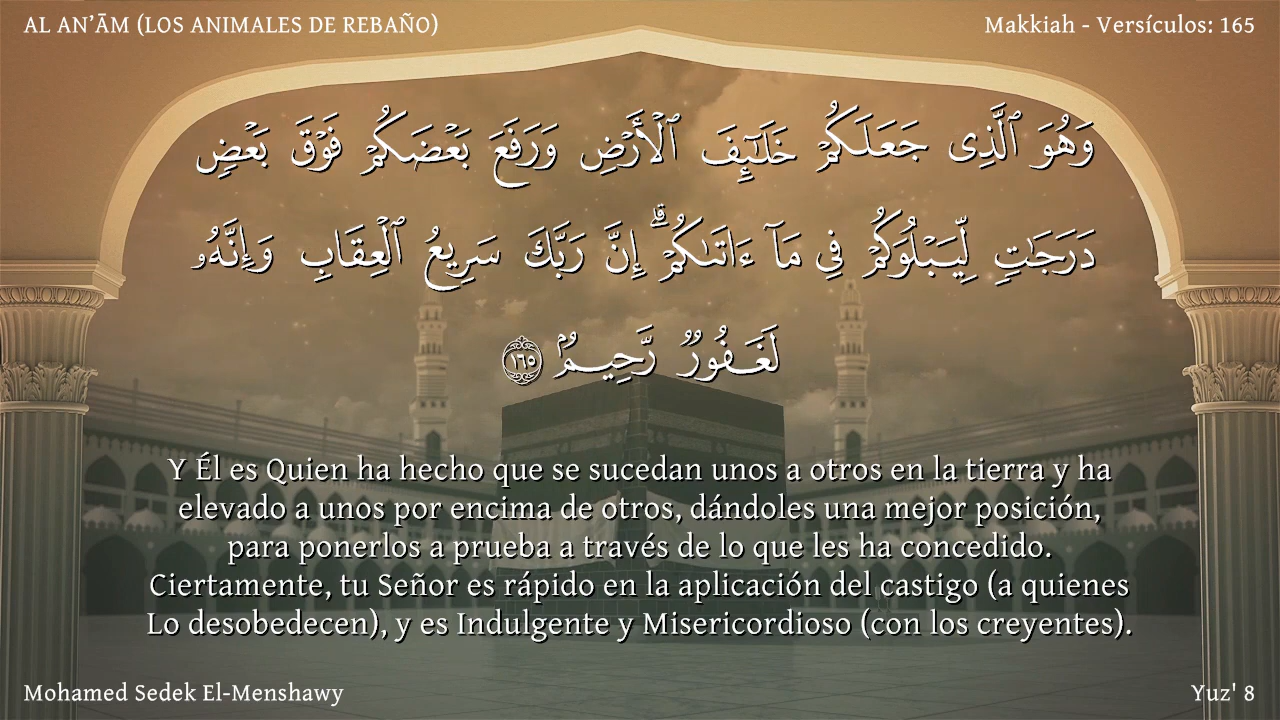 AL AN’ĀM (LOS ANIMALES DE REBAÑO)
Makkiah - Versículos: 165
وَهُوَ ٱلَّذِى جَعَلَكُمْ خَلَـٰٓئِفَ ٱلْأَرْضِ وَرَفَعَ بَعْضَكُمْ فَوْقَ بَعْضٍ
دَرَجَـٰتٍ لِّيَبْلُوَكُمْ فِى مَآ ءَاتَىٰكُمْ ۗ إِنَّ رَبَّكَ سَرِيعُ ٱلْعِقَابِ وَإِنَّهُۥ
لَغَفُورٌ رَّحِيمٌۢ ١٦٥
Y Él es Quien ha hecho que se sucedan unos a otros en la tierra y ha
elevado a unos por encima de otros, dándoles una mejor posición,
para ponerlos a prueba a través de lo que les ha concedido.
Ciertamente, tu Señor es rápido en la aplicación del castigo (a quienes
Lo desobedecen), y es Indulgente y Misericordioso (con los creyentes).
Mohamed Sedek El-Menshawy
Yuz' 8